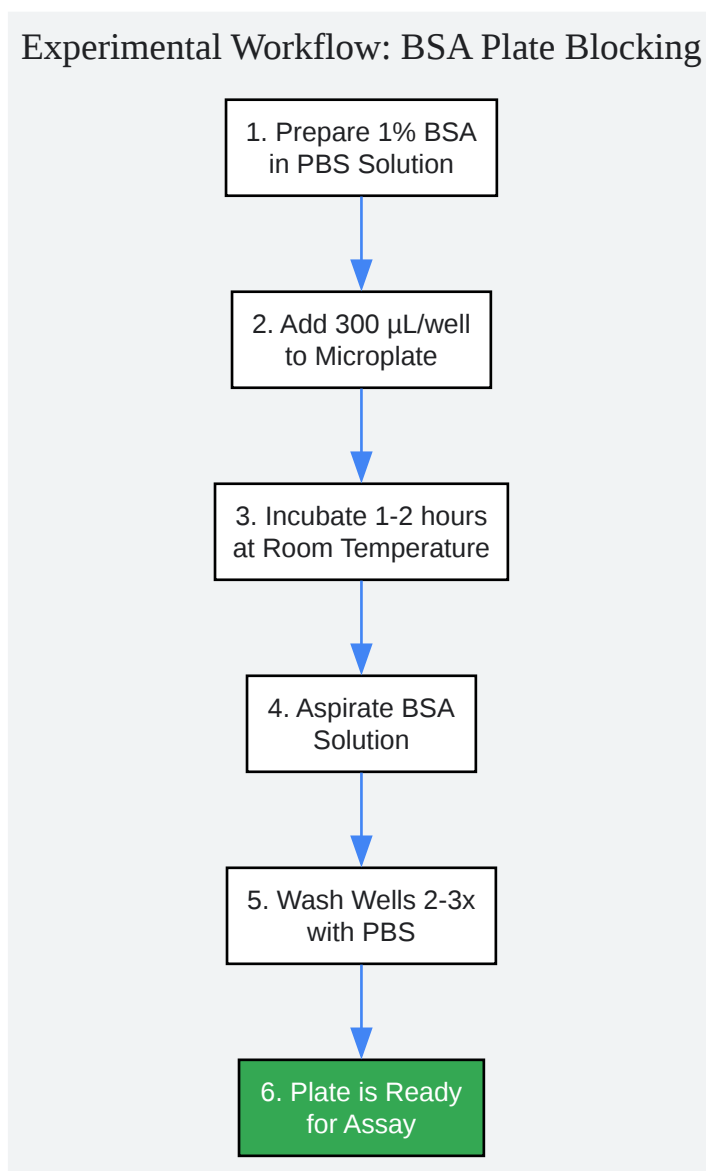 Experimental Workflow: BSA Plate Blocking
1. Prepare 1% BSA
in PBS Solution
2. Add 300 µL/well
to Microplate
3. Incubate 1-2 hours
at Room Temperature
4. Aspirate BSA
Solution
5. Wash Wells 2-3x
with PBS
6. Plate is Ready
for Assay